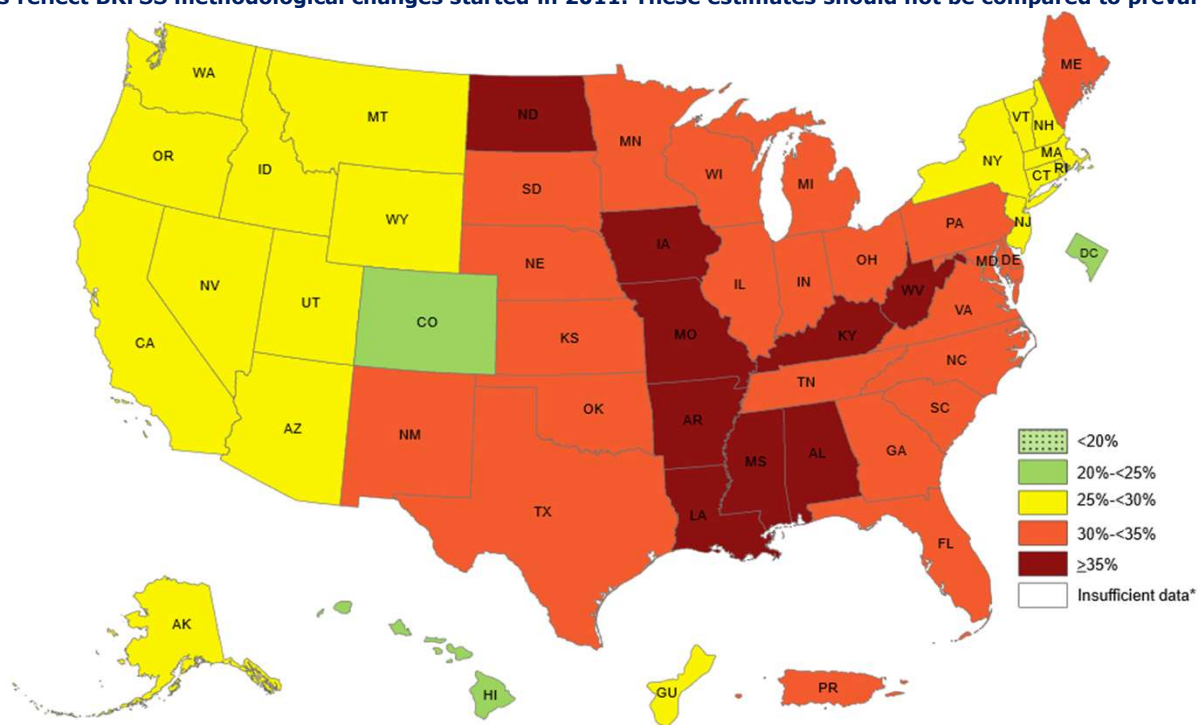 s reflect BRFSS methodological changes started in 2011. These estimates should not be compared to preval
WA
MT
ND
MN
ME
VT
NH
OR
ID
SD
WI
MI
NY
MA
RI
CT
WY
IA
PA
NJ
NE
OH
MD
DE
DC
NV
UT
IL
IN
WV
CO
KS
MO
KY
VA
CA
NC
TN
AZ
NM
OK
AR
SC
MS
AL
GA
TX
LA
FL
AK
HI
GU
PR
<20%
20%-<25%
25%-<30%
30%-<35%
≥35%
Insufficient data*